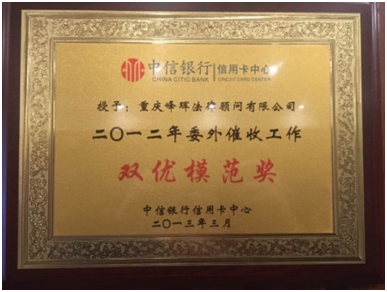 中信银行 信用卡中心
CHINA CITIC BANK CREDIT CARD CENTER
授予：重庆峰晖法律顾问有限公司
二〇一二年委外催收工作
双优模范奖
中信银行信用卡中心
二〇一三年三月